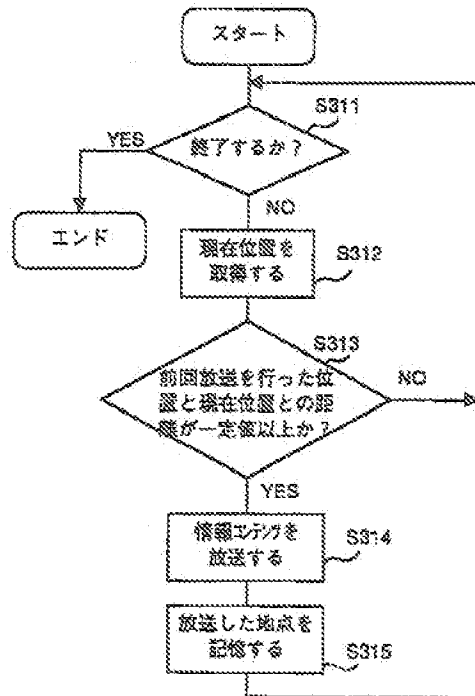 スタート
S311
YES
終了するか?
NO
エンド
現在位置を
取得する
S312
S313
前回放送を行った位
置と現在位置との距
離が一定値以上か?
NO
YES
情報コンテンツを
放送する
S314
放送した地点を
記憶する
S315